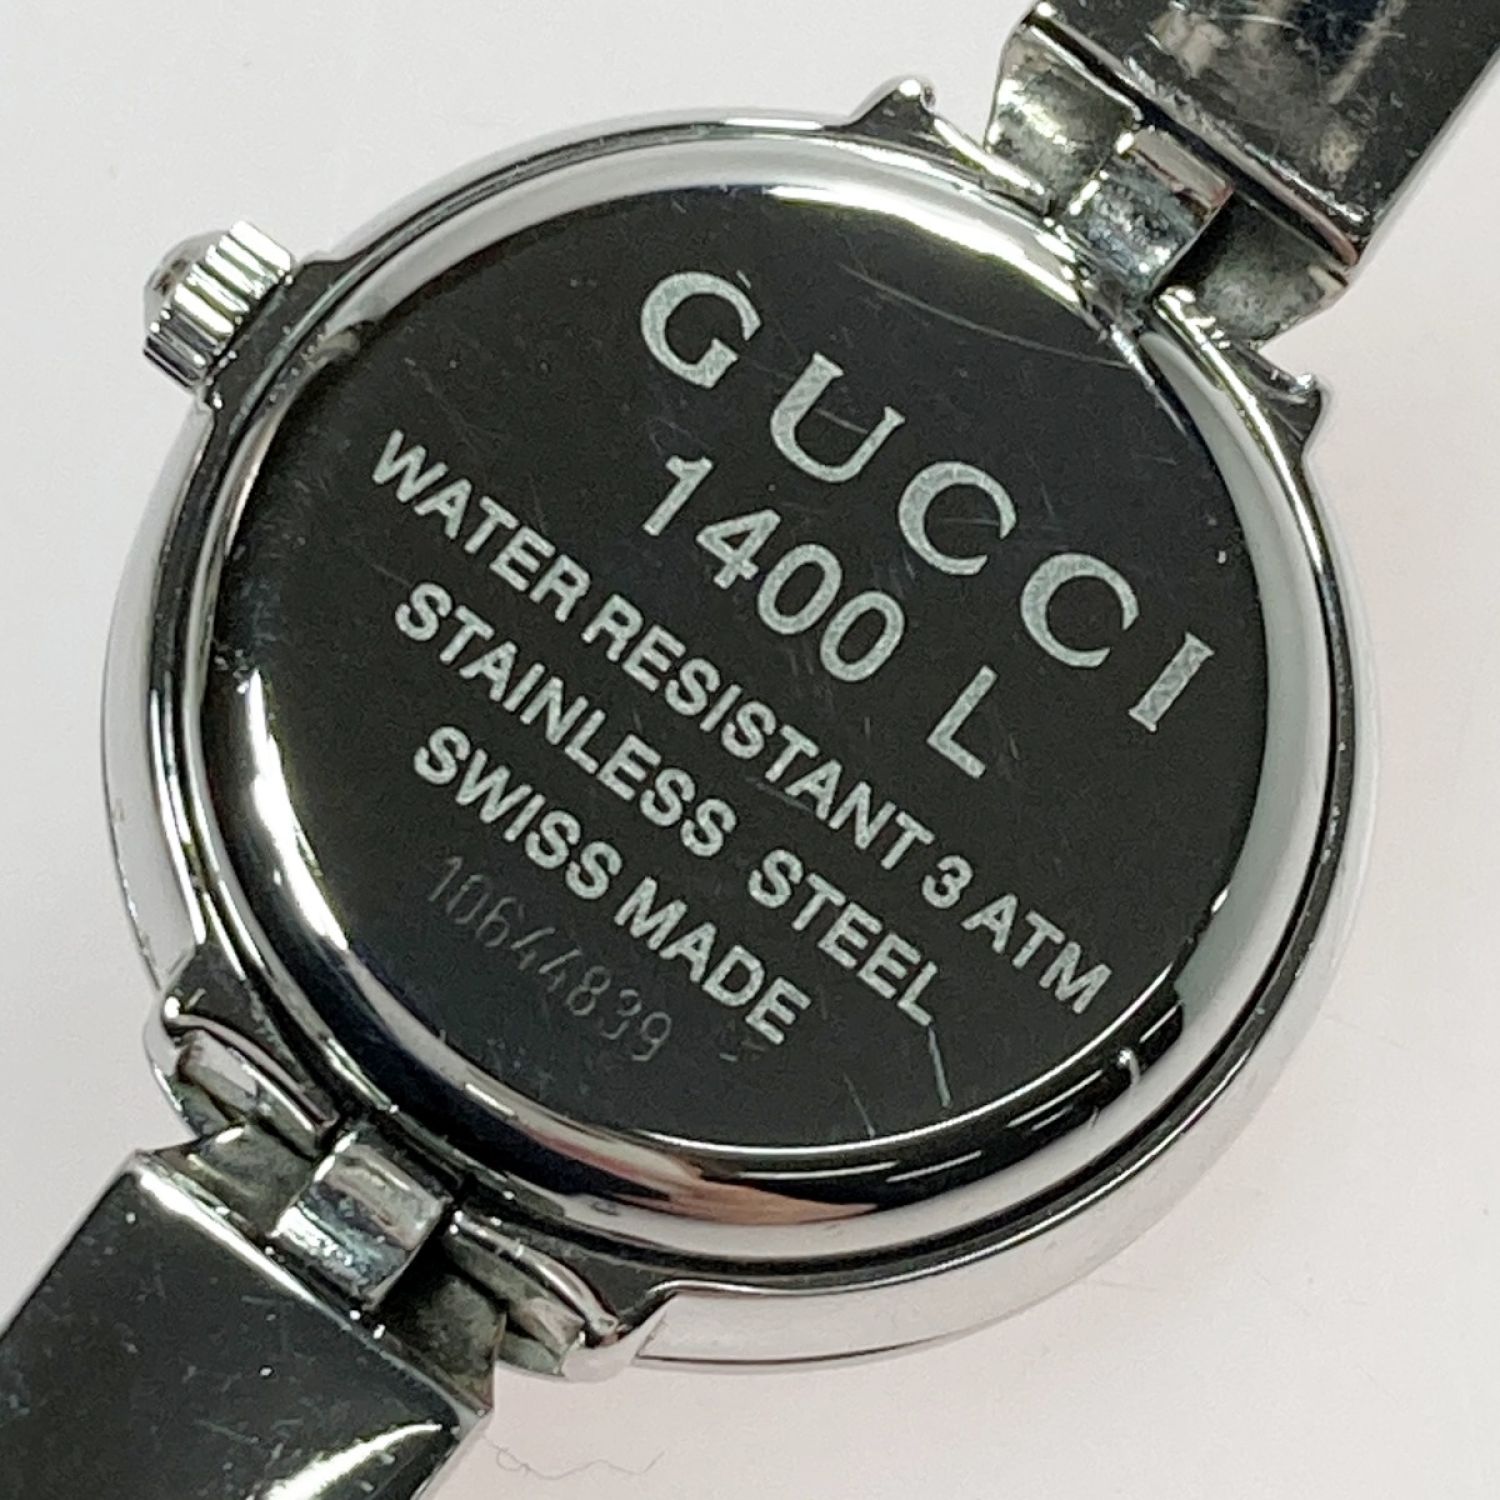 GUCCI
1400 L
WATER RESISTANT 3 ATM
STAINLESS STEEL
SWISS MADE
10644839